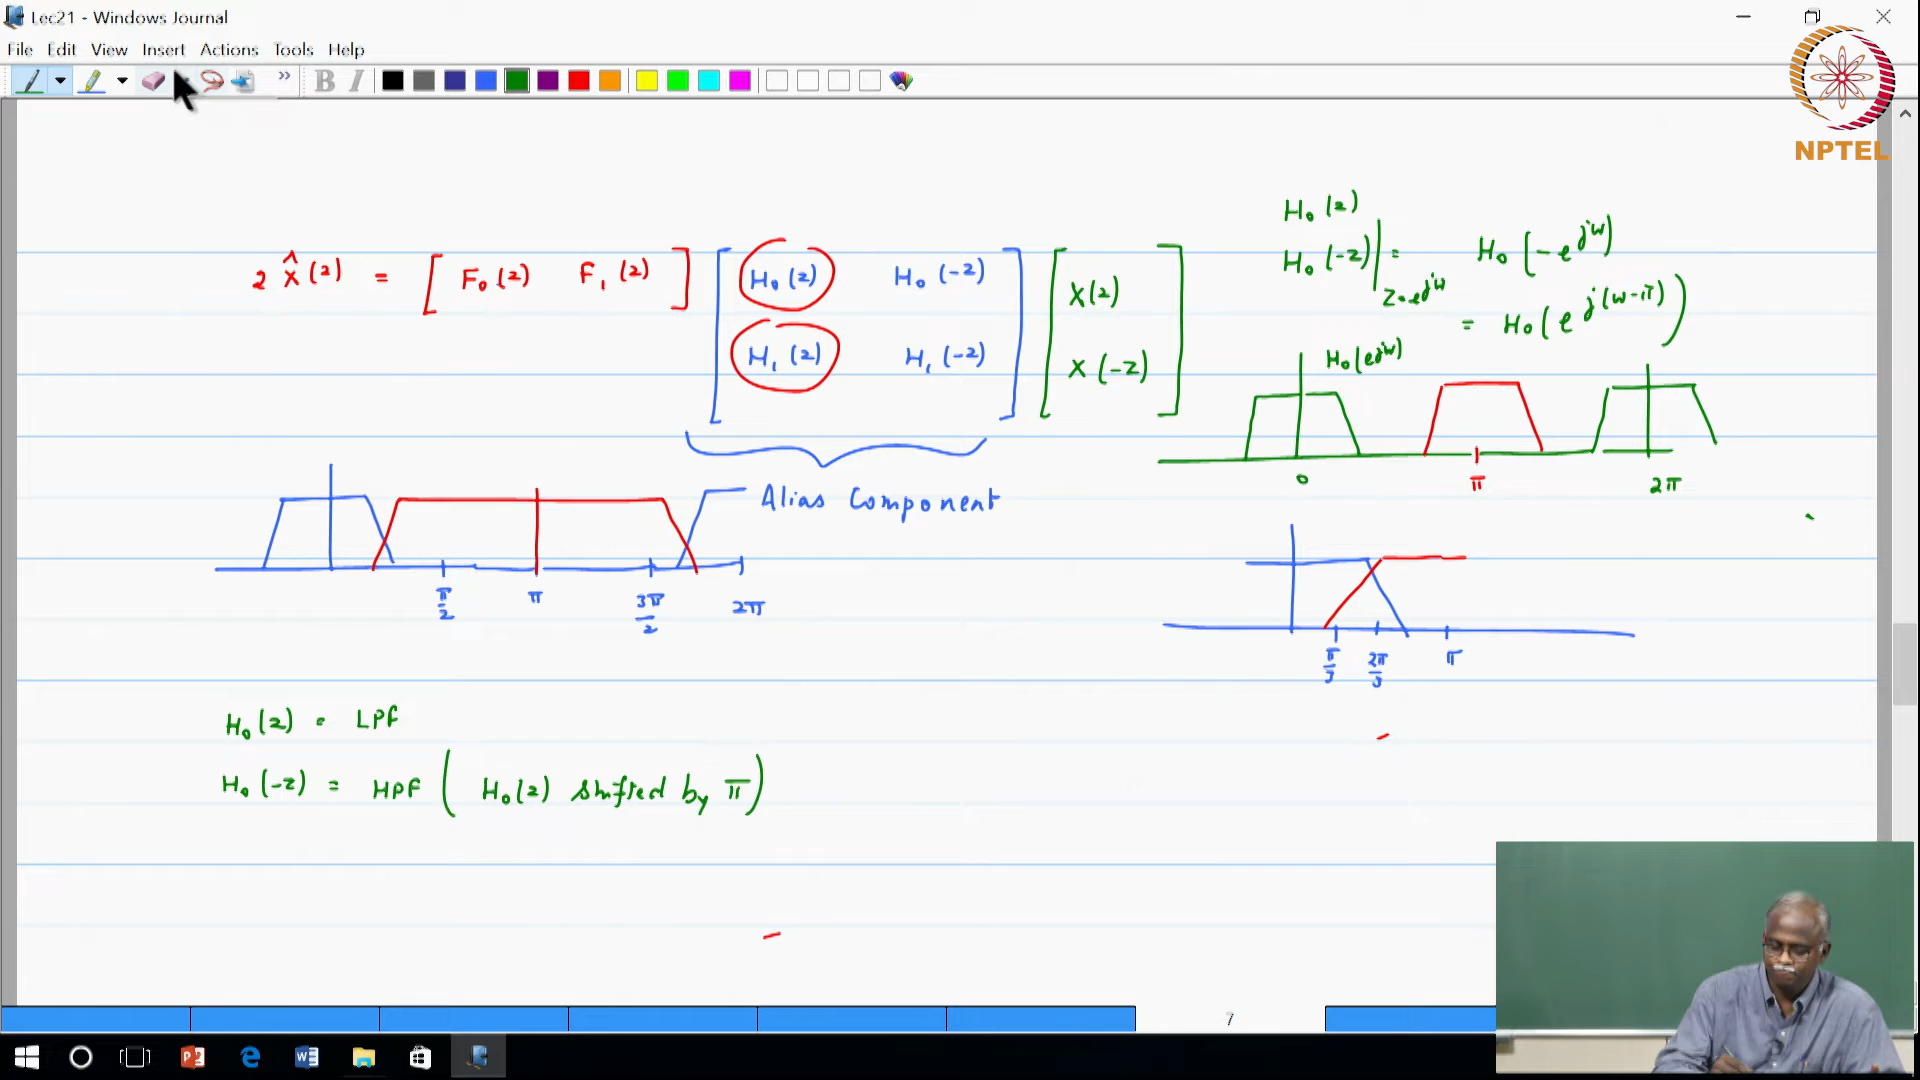 Lec21 - Windows Journal
File Edit View Insert Actions Tools Help
NPTEL
2 X̂(z) = [ F₀(z) F₁(z) ] [ H₀(z) H₀(-z) ] [ X(z) ]
H₁(z) H₁(-z) X(-z)
H₀(z)
H₀(-z)| z=e^jω = H₀(-e^jω)
= H₀(e^j(ω-π))
H₀(e^jω)
0 π 2π
Alias Component
π/2 π 3π/2 2π
π/3 2π/3 π
H₀(z) = LPF
H₀(-z) = HPF ( H₀(z) shifted by π )
7